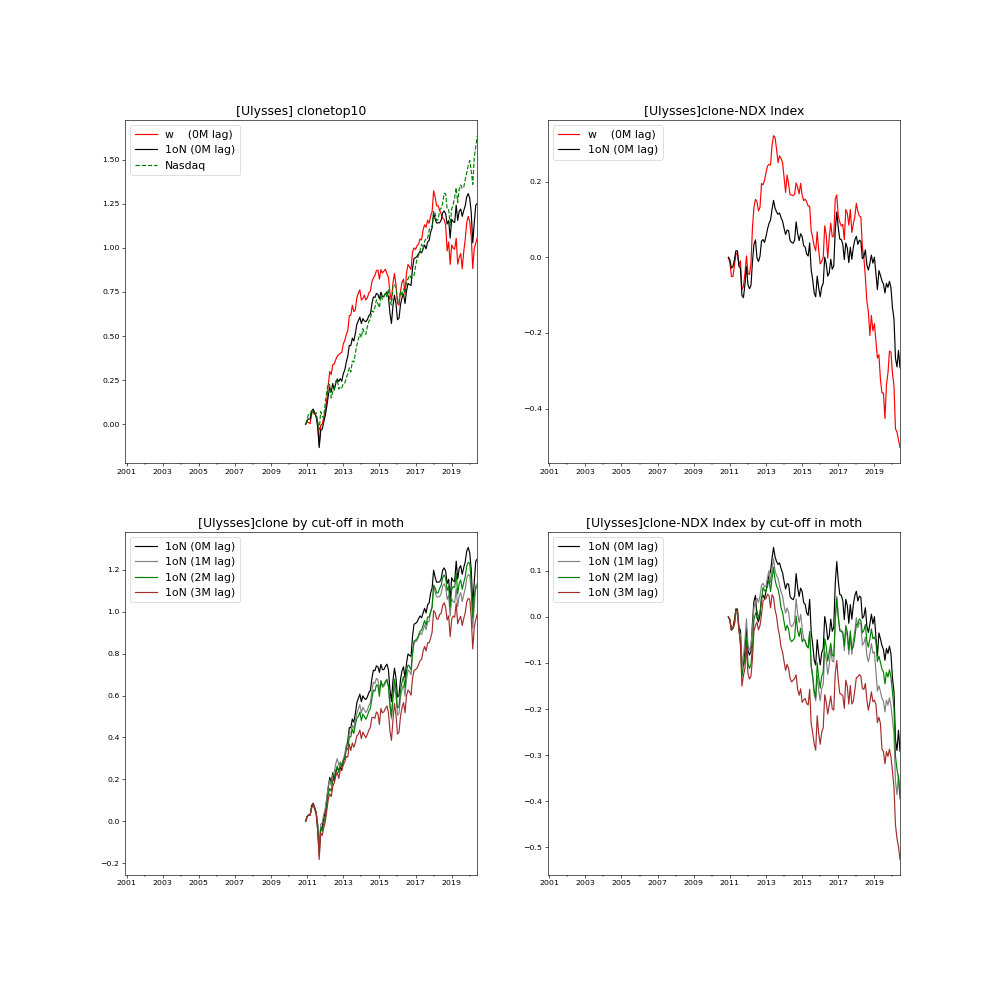 [Ulysses] clonetop10
w (0M lag)
1oN (0M lag)
Nasdaq
1.50
1.25
1.00
0.75
0.50
0.25
0.00
2001 2003 2005 2007 2009 2011 2013 2015 2017 2019
[Ulysses]clone-NDX Index
w (0M lag)
1oN (0M lag)
0.2
0.0
−0.2
−0.4
2001 2003 2005 2007 2009 2011 2013 2015 2017 2019
[Ulysses]clone by cut-off in moth
1oN (0M lag)
1oN (1M lag)
1oN (2M lag)
1oN (3M lag)
1.2
1.0
0.8
0.6
0.4
0.2
0.0
−0.2
2001 2003 2005 2007 2009 2011 2013 2015 2017 2019
[Ulysses]clone-NDX Index by cut-off in moth
1oN (0M lag)
1oN (1M lag)
1oN (2M lag)
1oN (3M lag)
0.1
0.0
−0.1
−0.2
−0.3
−0.4
−0.5
2001 2003 2005 2007 2009 2011 2013 2015 2017 2019